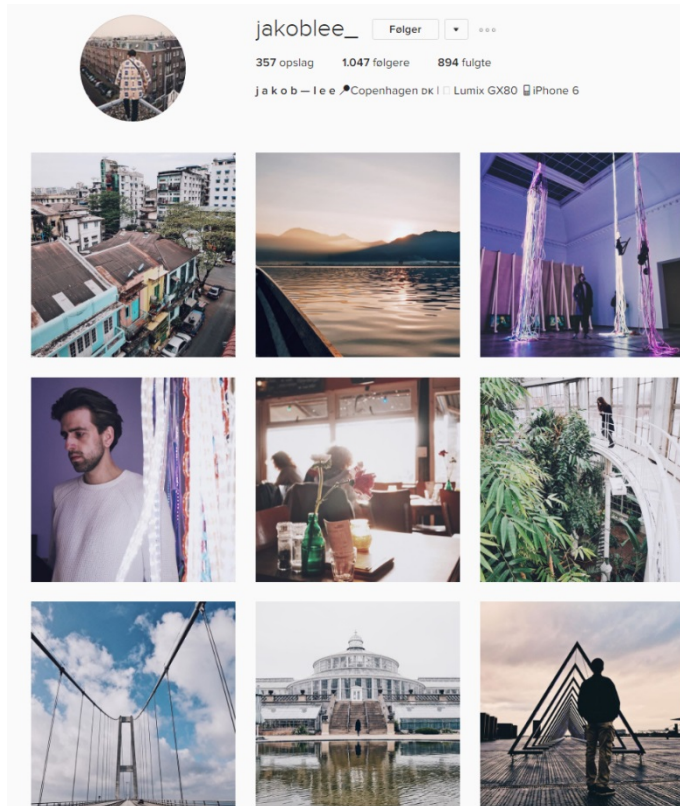 jakoblee_ Følger
357 opslag 1.047 følgere 894 fulgte
j a k o b — l e e 📍Copenhagen DK | Lumix GX80 📱iPhone 6